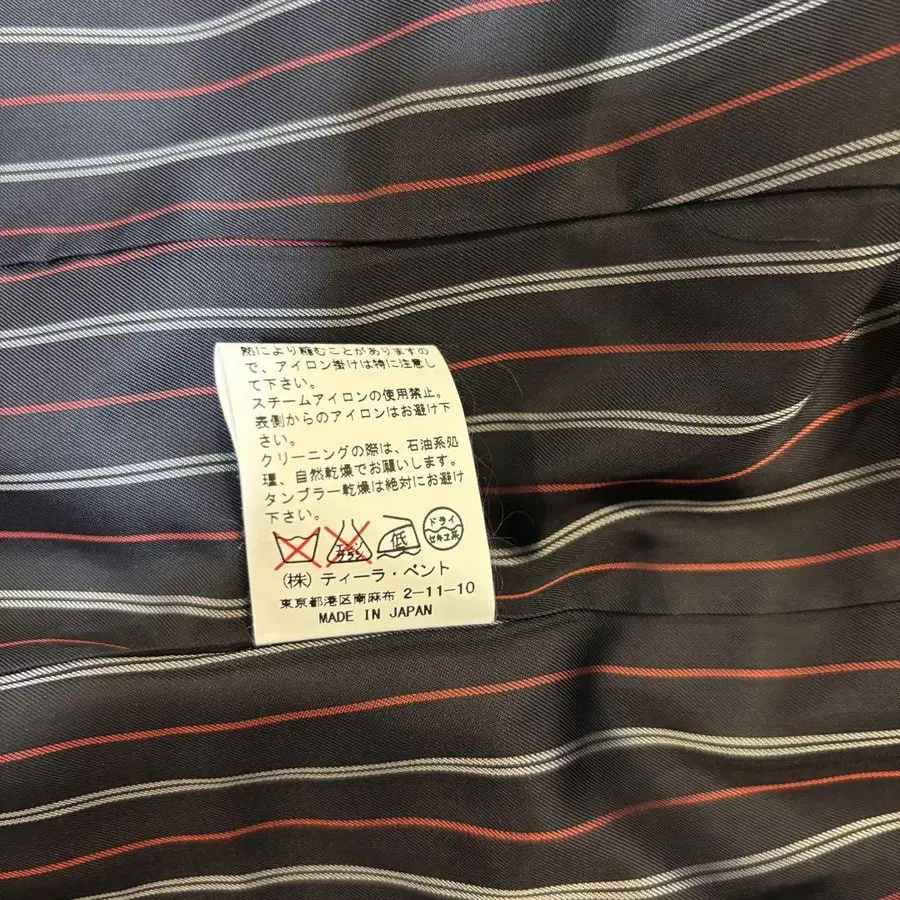 熱により縮むことがありますの
で、アイロン掛けは特に注意し
て下さい。
スチームアイロンの使用禁止。
表側からのアイロンはお避け下
さい。
クリーニングの際は、石油系処
理、自然乾燥でお願いします。
タンブラー乾燥は絶対にお避け
下さい。
エンソ
サラシ
低
ドライ
セキユ系
(株) ティーラ・ベント
東京都港区南麻布 2-11-10
MADE IN JAPAN